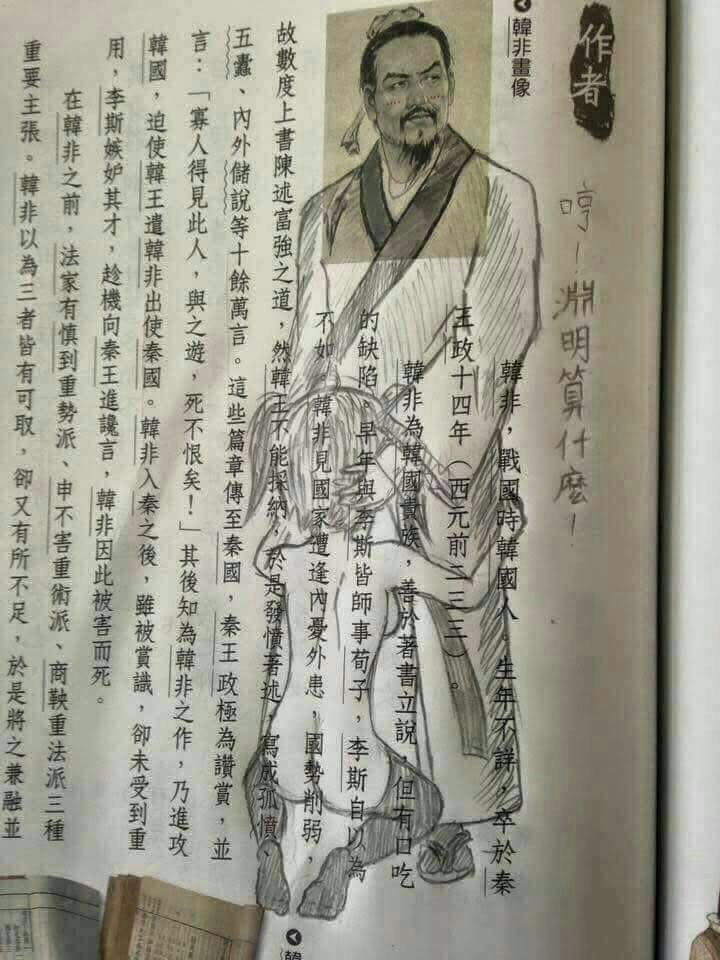 作者
韓非畫像
哼！淵明算什麼！
韓非，戰國時韓國人。生年不詳，卒於秦
王政十四年（西元前二三三）。
韓非為韓國貴族，善於著書立說，但有口吃
的缺陷。早年與李斯皆師事荀子，李斯自以為
不如。韓非見國家遭逢內憂外患，國勢削弱，
故數度上書陳述富強之道，然韓王不能採納，於是發憤著述，寫成孤憤、
五蠹、內外儲說等十餘萬言。這些篇章傳至秦國，秦王政極為讚賞，並
言：「寡人得見此人，與之遊，死不恨矣！」其後知為韓非之作，乃進攻
韓國，迫使韓王遣韓非出使秦國。韓非入秦之後，雖被賞識，卻未受到重
用，李斯嫉妒其才，趁機向秦王進讒言，韓非因此被害而死。
在韓非之前，法家有慎到重勢派、申不害重術派、商鞅重法派三種
重要主張。韓非以為三者皆有可取，卻又有所不足，於是將之兼融並